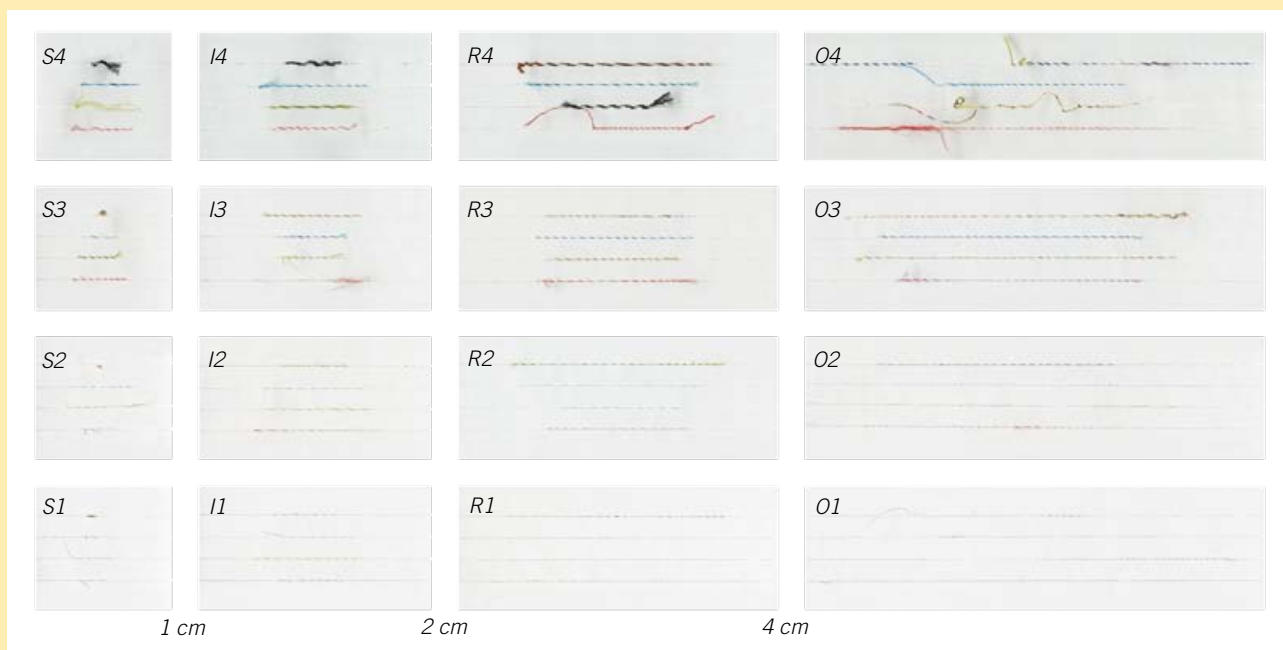 S4 I4 R4 O4
S3 I3 R3 O3
S2 I2 R2 O2
S1 I1 R1 O1
1 cm 2 cm 4 cm